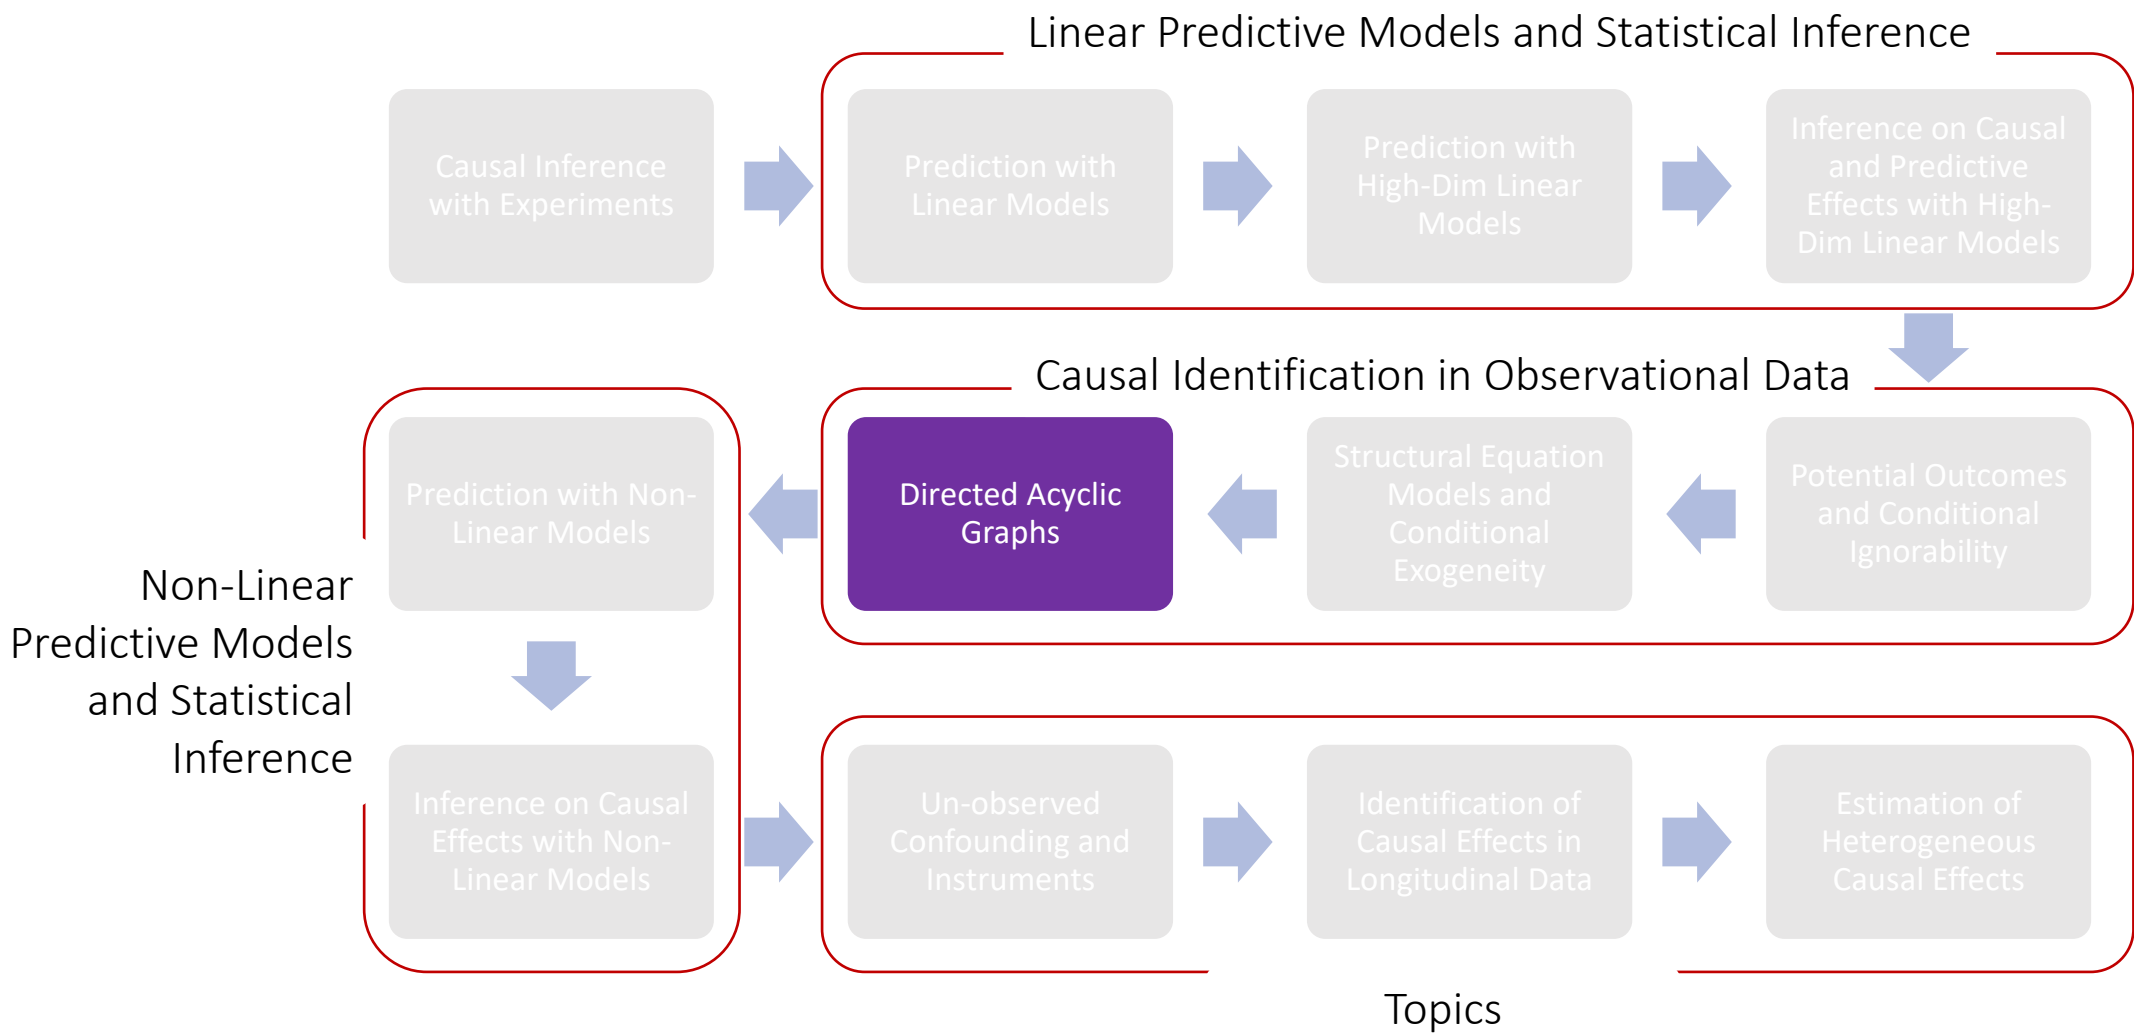 Linear Predictive Models and Statistical Inference
Causal Inference
with Experiments
Prediction with
Linear Models
Prediction with
High-Dim Linear
Models
Inference on Causal
and Predictive
Effects with High-
Dim Linear Models
Causal Identification in Observational Data
Potential Outcomes
and Conditional
Ignorability
Structural Equation
Models and
Conditional
Exogeneity
Directed Acyclic
Graphs
Non-Linear
Predictive Models
and Statistical
Inference
Prediction with Non-
Linear Models
Inference on Causal
Effects with Non-
Linear Models
Un-observed
Confounding and
Instruments
Identification of
Causal Effects in
Longitudinal Data
Estimation of
Heterogeneous
Causal Effects
Topics